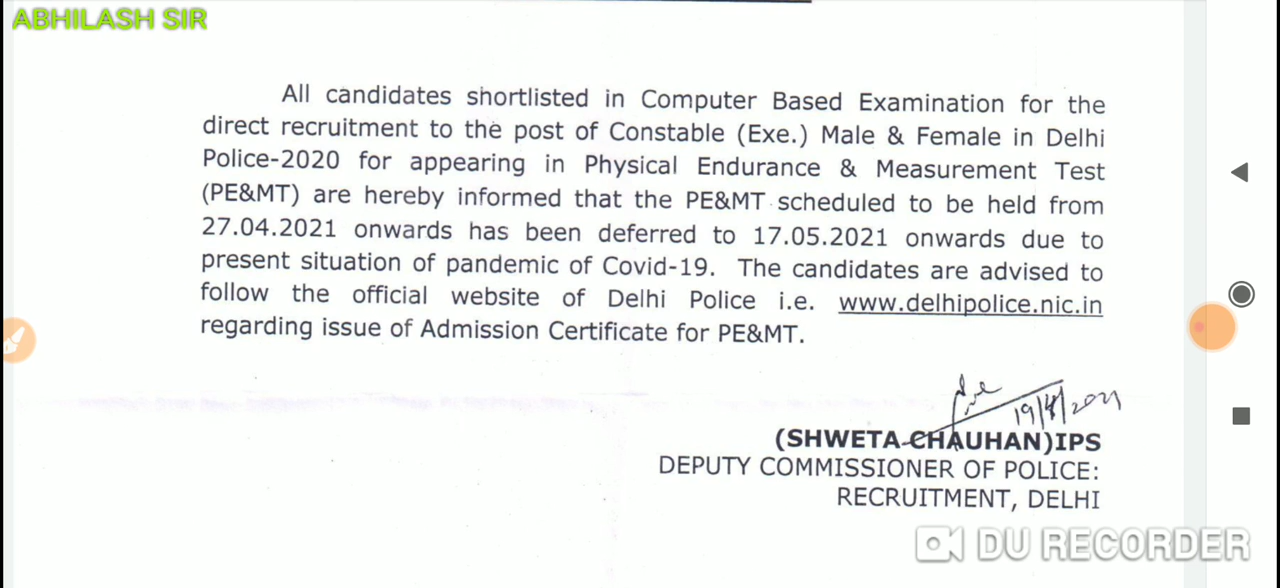 ABHILASH SIR
All candidates shortlisted in Computer Based Examination for the
direct recruitment to the post of Constable (Exe.) Male & Female in Delhi
Police-2020 for appearing in Physical Endurance & Measurement Test
(PE&MT) are hereby informed that the PE&MT scheduled to be held from
27.04.2021 onwards has been deferred to 17.05.2021 onwards due to
present situation of pandemic of Covid-19. The candidates are advised to
follow the official website of Delhi Police i.e. www.delhipolice.nic.in
regarding issue of Admission Certificate for PE&MT.
19/4/2021
(SHWETA CHAUHAN)IPS
DEPUTY COMMISSIONER OF POLICE:
RECRUITMENT, DELHI
DU RECORDER